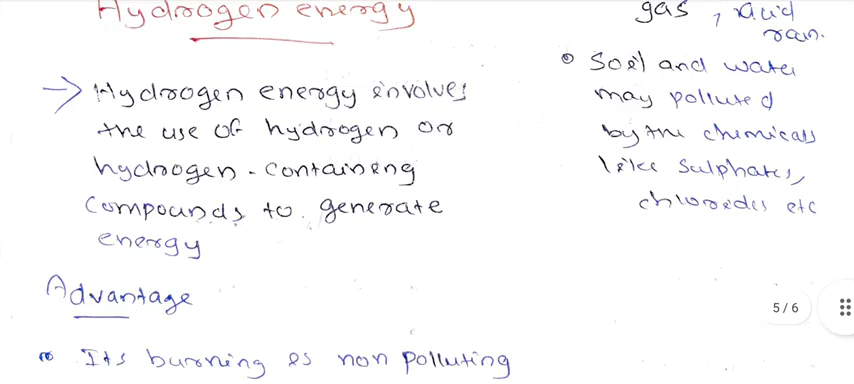 Hydrogen energy
→ Hydrogen energy involves
the use of hydrogen or
hydrogen-containing
compounds to generate
energy
Advantage
Its burning is non polluting
gas, acid
rain.
Soil and water
may polluted
by the chemicals
like sulphates,
chlorides etc
5/6